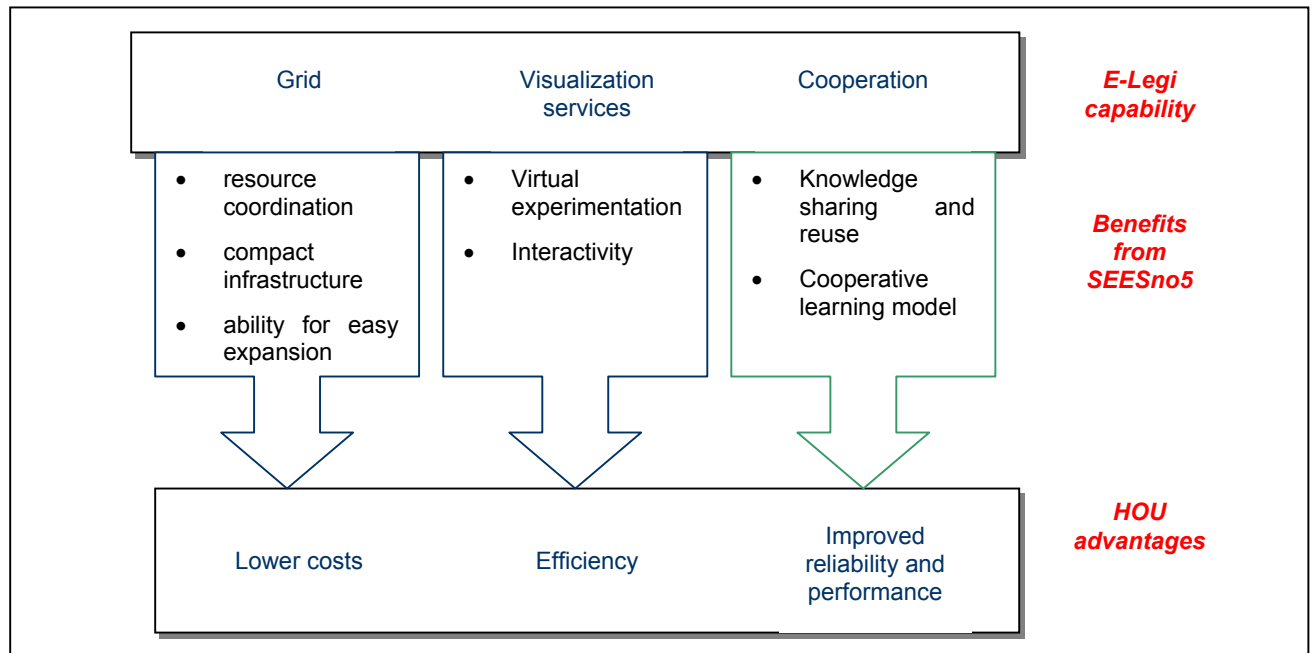 Grid
Visualization
services
Cooperation
E-Legi
capability
• resource
coordination
• compact
infrastructure
• ability for easy
expansion
• Virtual
experimentation
• Interactivity
• Knowledge
sharing and
reuse
• Cooperative
learning model
Benefits
from
SEESno5
Lower costs
Efficiency
Improved
reliability and
performance
HOU
advantages